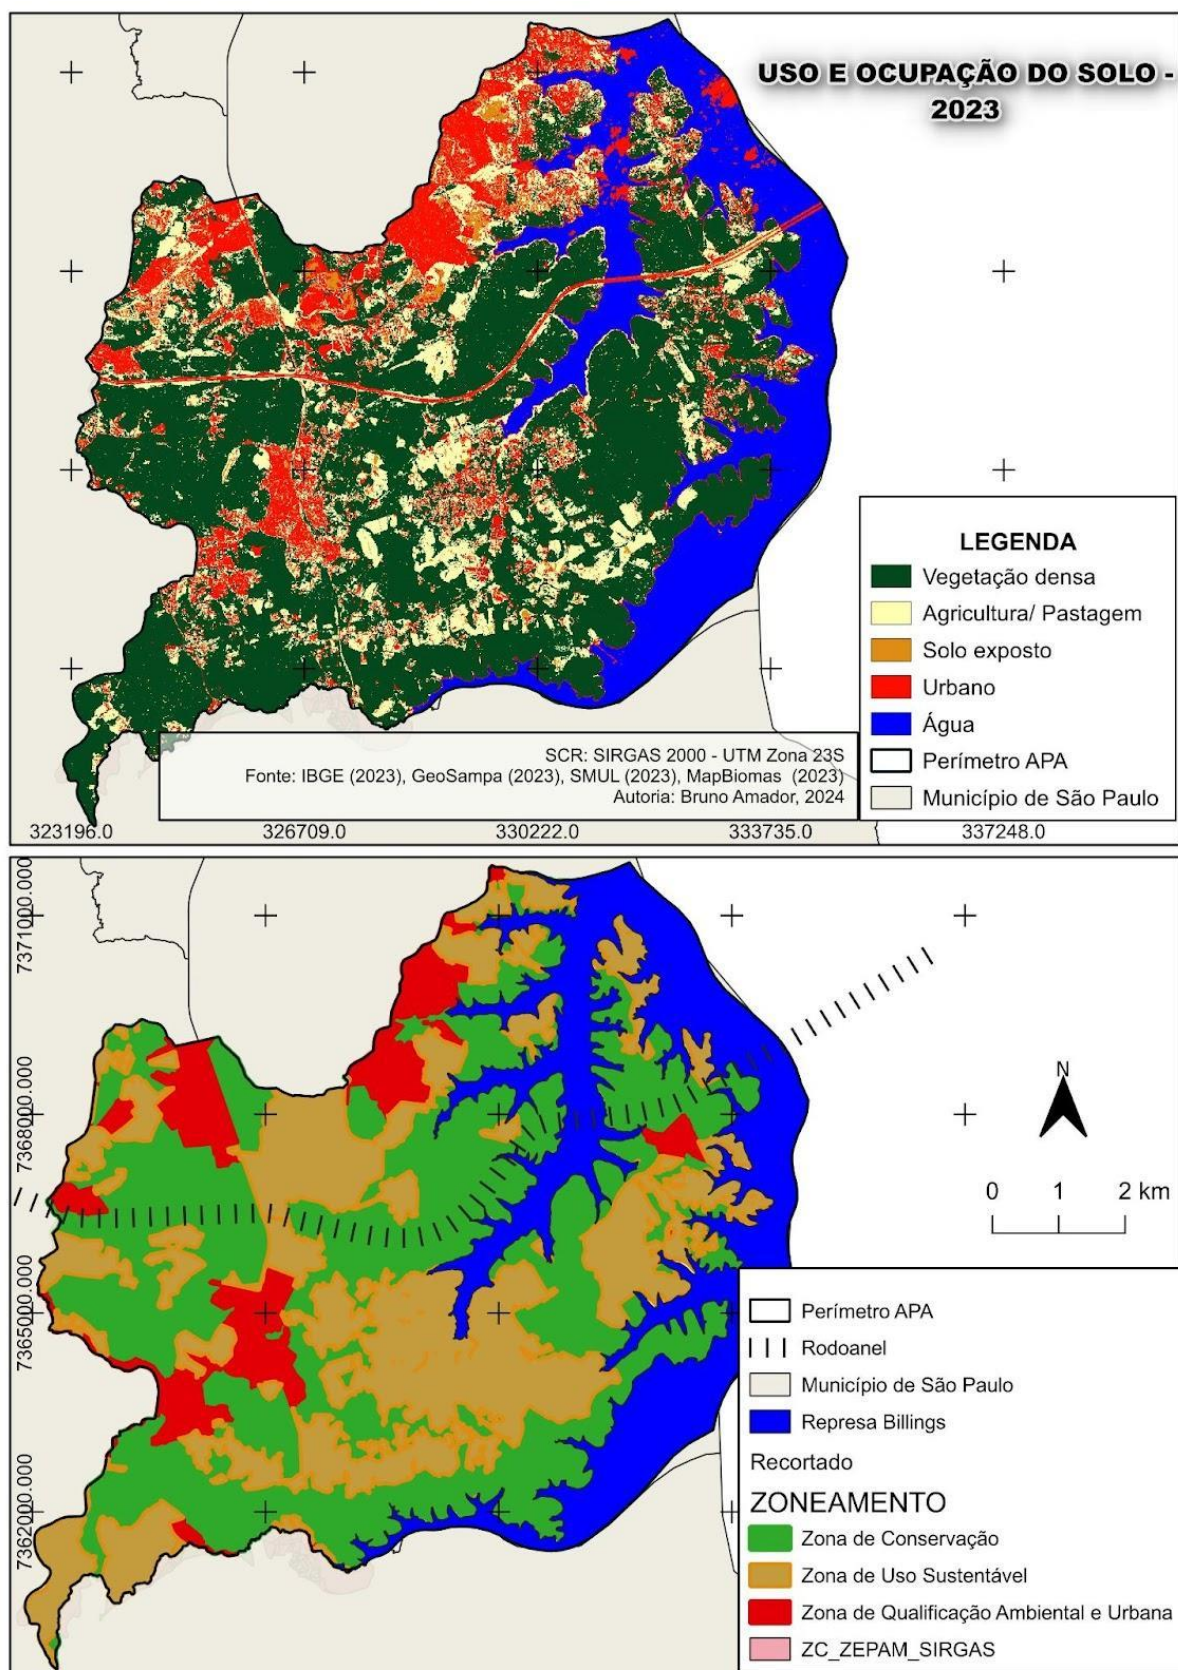 USO E OCUPAÇÃO DO SOLO -
2023
LEGENDA
Vegetação densa
Agricultura/ Pastagem
Solo exposto
Urbano
Água
Perímetro APA
Município de São Paulo
SCR: SIRGAS 2000 - UTM Zona 23S
Fonte: IBGE (2023), GeoSampa (2023), SMUL (2023), MapBiomas (2023)
Autoria: Bruno Amador, 2024
323196.0 326709.0 330222.0 333735.0 337248.0
7371000.000
7368000.000
7365000.000
7362000.000
N
0 1 2 km
Perímetro APA
Rodoanel
Município de São Paulo
Represa Billings
Recortado
ZONEAMENTO
Zona de Conservação
Zona de Uso Sustentável
Zona de Qualificação Ambiental e Urbana
ZC_ZEPAM_SIRGAS